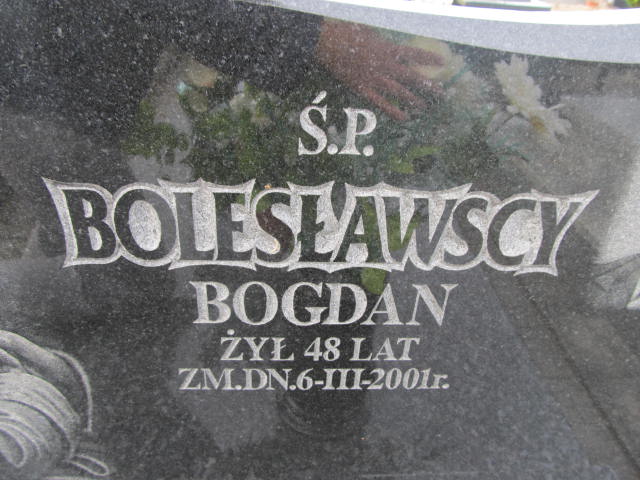 Ś.P.
BOLESŁAWSCY
BOGDAN
ŻYŁ 48 LAT
ZM.DN.6-III-2001r.